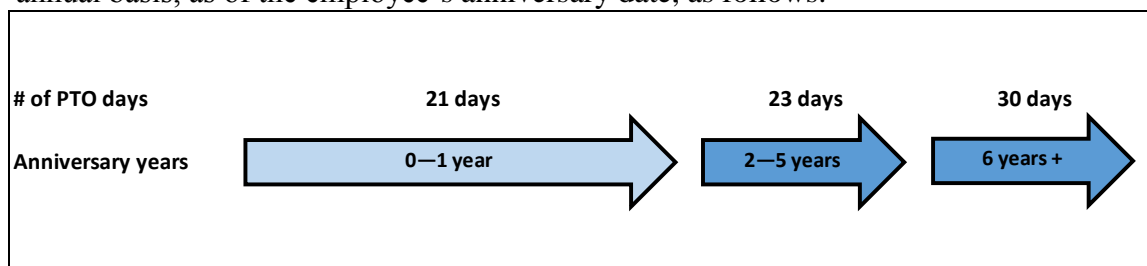 annual basis, as of the employee's anniversary date, as follows:
# of PTO days 21 days 23 days 30 days
Anniversary years 0—1 year 2—5 years 6 years +